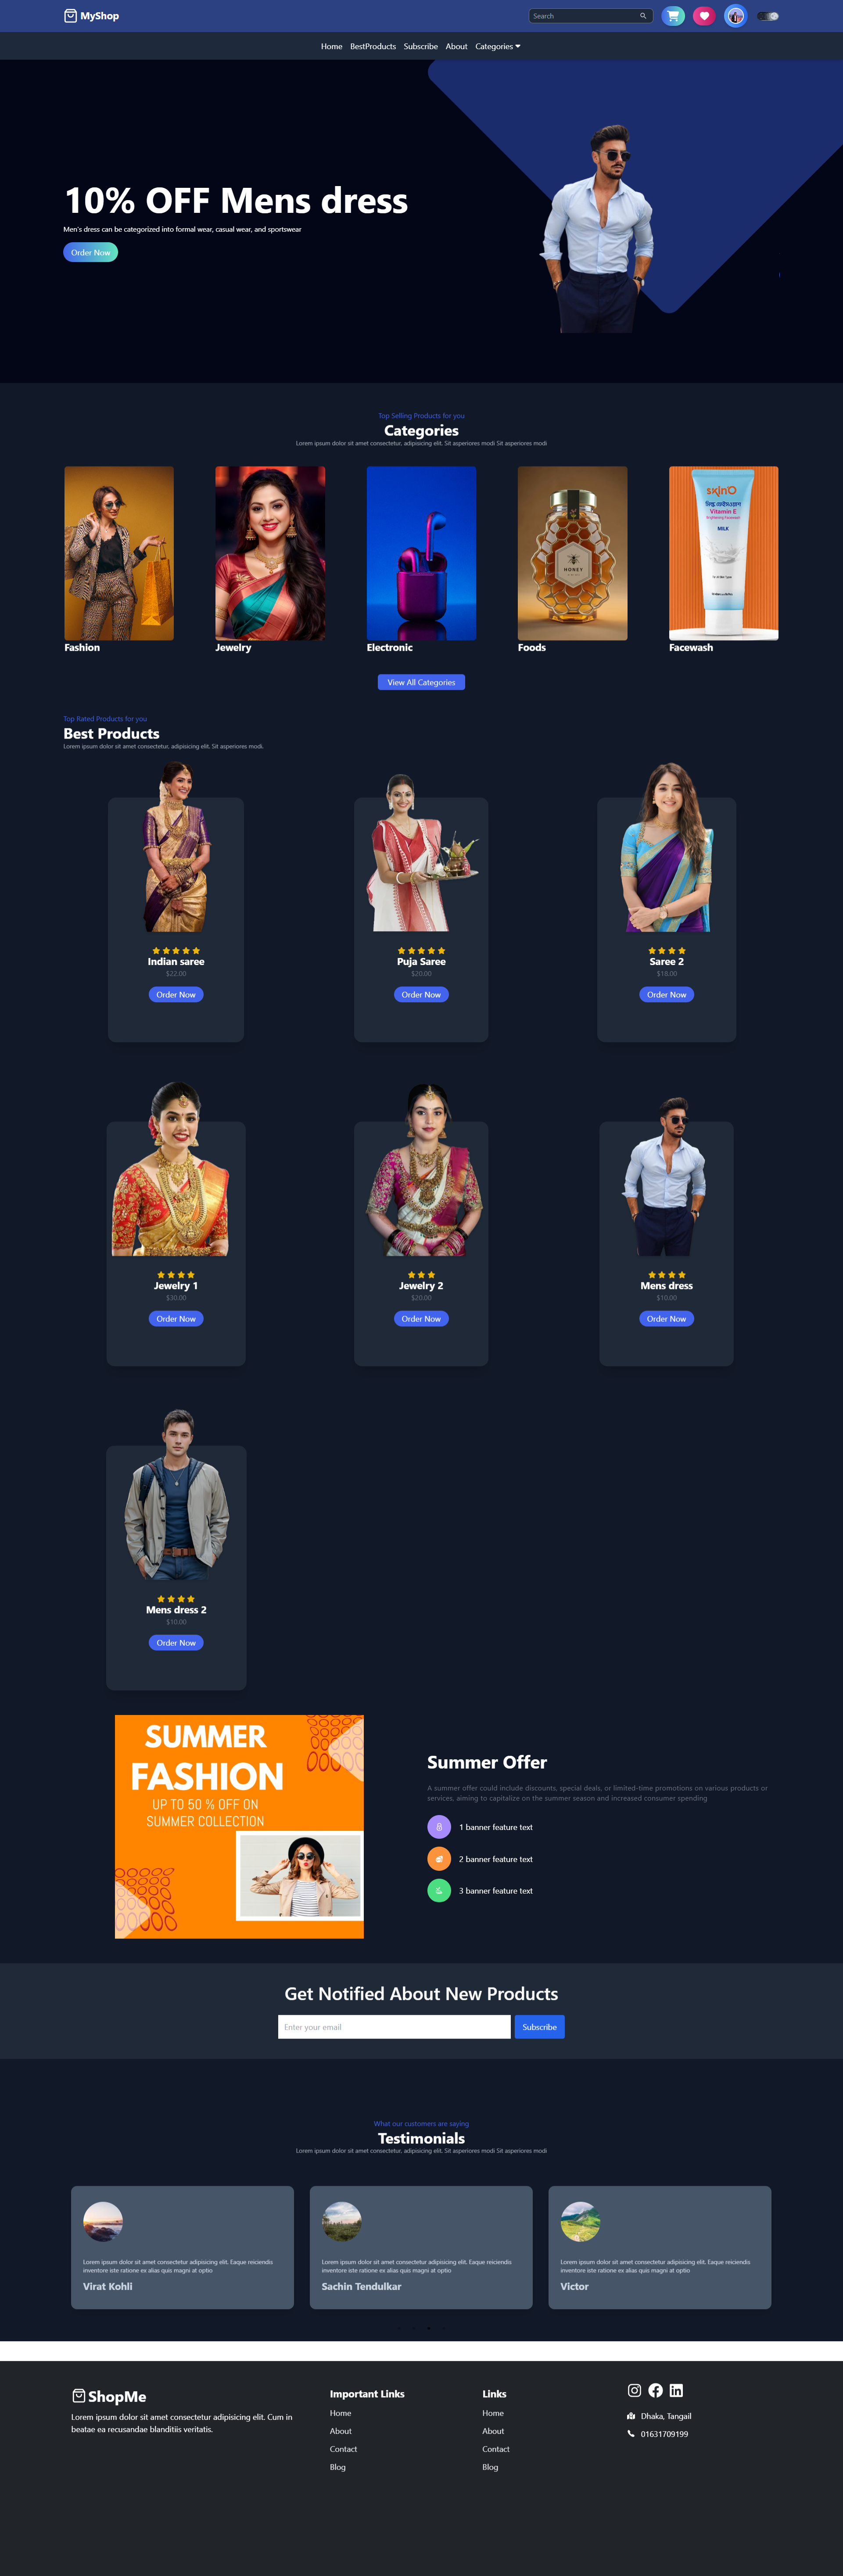 MyShop
Search
Home BestProducts Subscribe About Categories
10% OFF Mens dress
Men's dress can be categorized into formal wear, casual wear, and sportswear
Order Now
Top Selling Products for you
Categories
Lorem ipsum dolor sit amet consectetur, adipisicing elit. Sit asperiores modi Sit asperiores modi
HONEY
skinO
Vitamin E
Brightening Facewash
MILK
Fashion
Jewelry
Electronic
Foods
Facewash
View All Categories
Top Rated Products for you
Best Products
Lorem ipsum dolor sit amet consectetur, adipisicing elit. Sit asperiores modi.
Indian saree
$22.00
Order Now
Puja Saree
$20.00
Order Now
Saree 2
$18.00
Order Now
Jewelry 1
$30.00
Order Now
Jewelry 2
$20.00
Order Now
Mens dress
$10.00
Order Now
Mens dress 2
$10.00
Order Now
SUMMER
FASHION
UP TO 50 % OFF ON
SUMMER COLLECTION
Summer Offer
A summer offer could include discounts, special deals, or limited-time promotions on various products or
services, aiming to capitalize on the summer season and increased consumer spending
1 banner feature text
2 banner feature text
3 banner feature text
Get Notified About New Products
Enter your email
Subscribe
What our customers are saying
Testimonials
Lorem ipsum dolor sit amet consectetur, adipisicing elit. Sit asperiores modi Sit asperiores modi
Lorem ipsum dolor sit amet consectetur adipisicing elit. Eaque reiciendis
inventore iste ratione ex alias quis magni at optio
Virat Kohli
Lorem ipsum dolor sit amet consectetur adipisicing elit. Eaque reiciendis
inventore iste ratione ex alias quis magni at optio
Sachin Tendulkar
Lorem ipsum dolor sit amet consectetur adipisicing elit. Eaque reiciendis
inventore iste ratione ex alias quis magni at optio
Victor
ShopMe
Lorem ipsum dolor sit amet consectetur adipisicing elit. Cum in
beatae ea recusandae blanditiis veritatis.
Important Links
Home
About
Contact
Blog
Links
Home
About
Contact
Blog
Dhaka, Tangail
01631709199